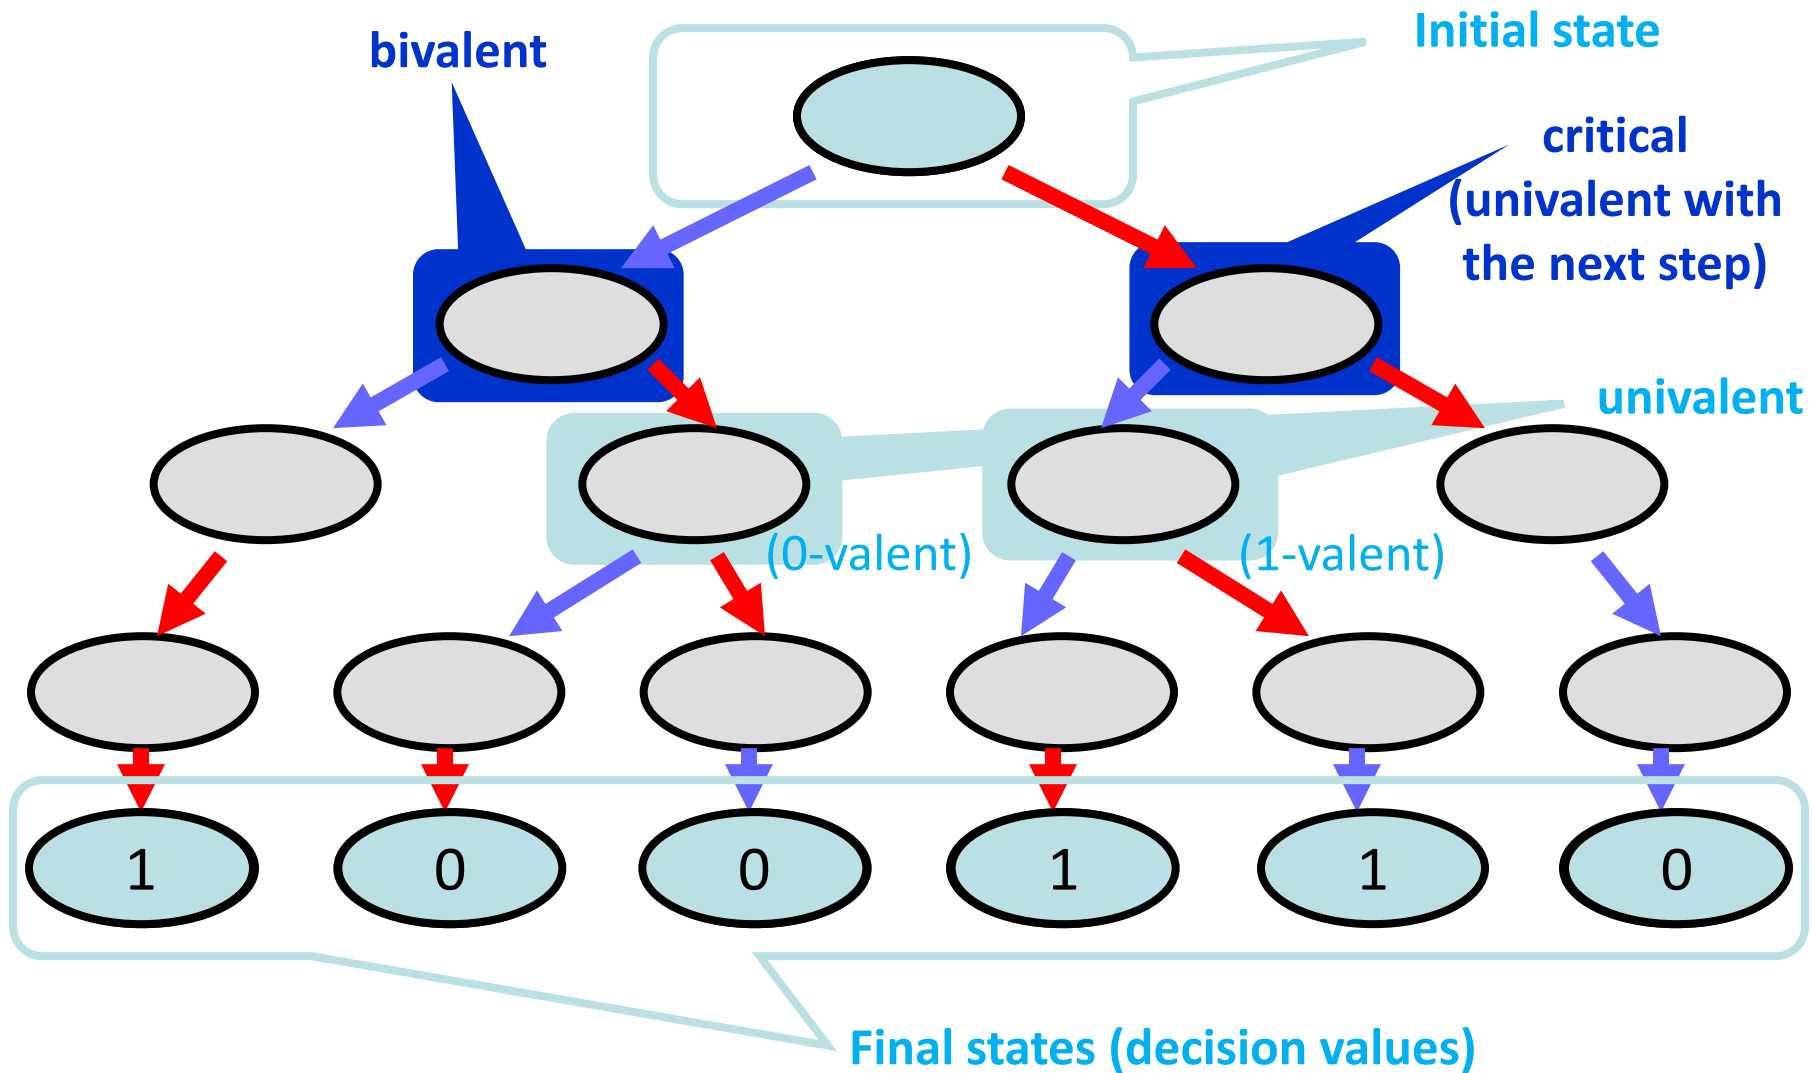 Initial state
bivalent
critical
(univalent with
the next step)
univalent
(0-valent)
(1-valent)
1
0
0
1
1
0
Final states (decision values)